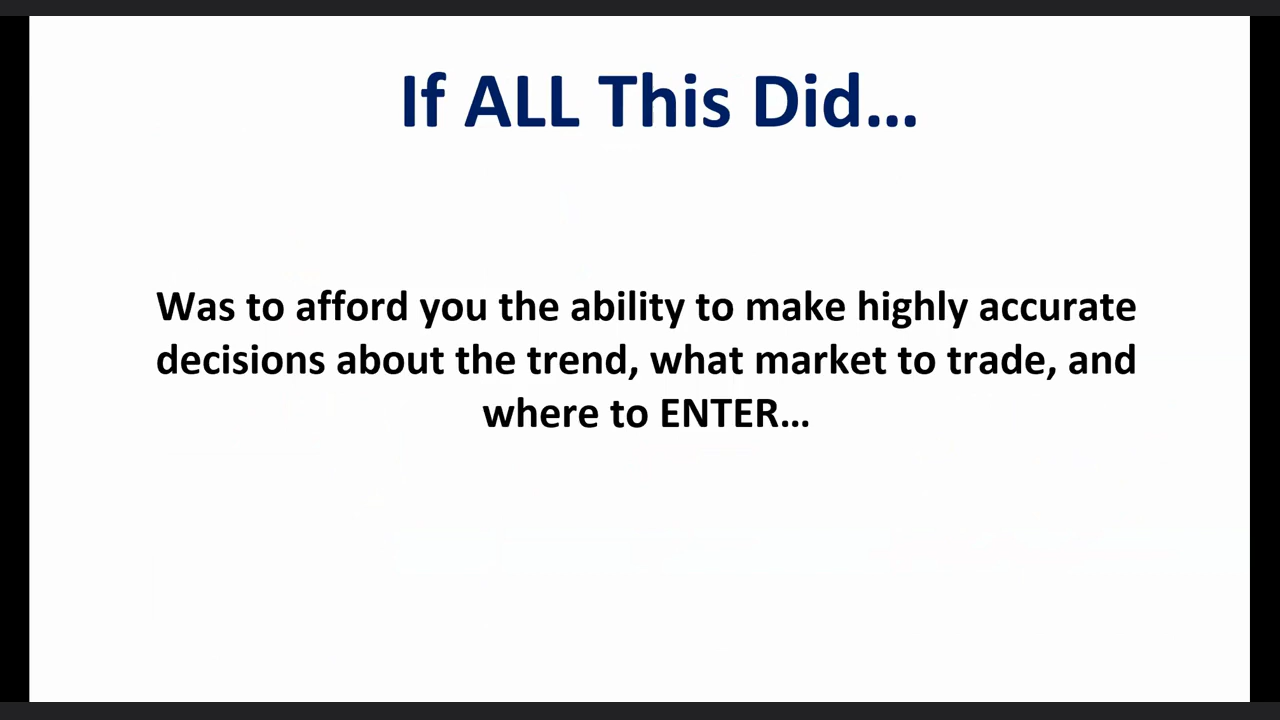 If ALL This Did...
Was to afford you the ability to make highly accurate
decisions about the trend, what market to trade, and
where to ENTER...